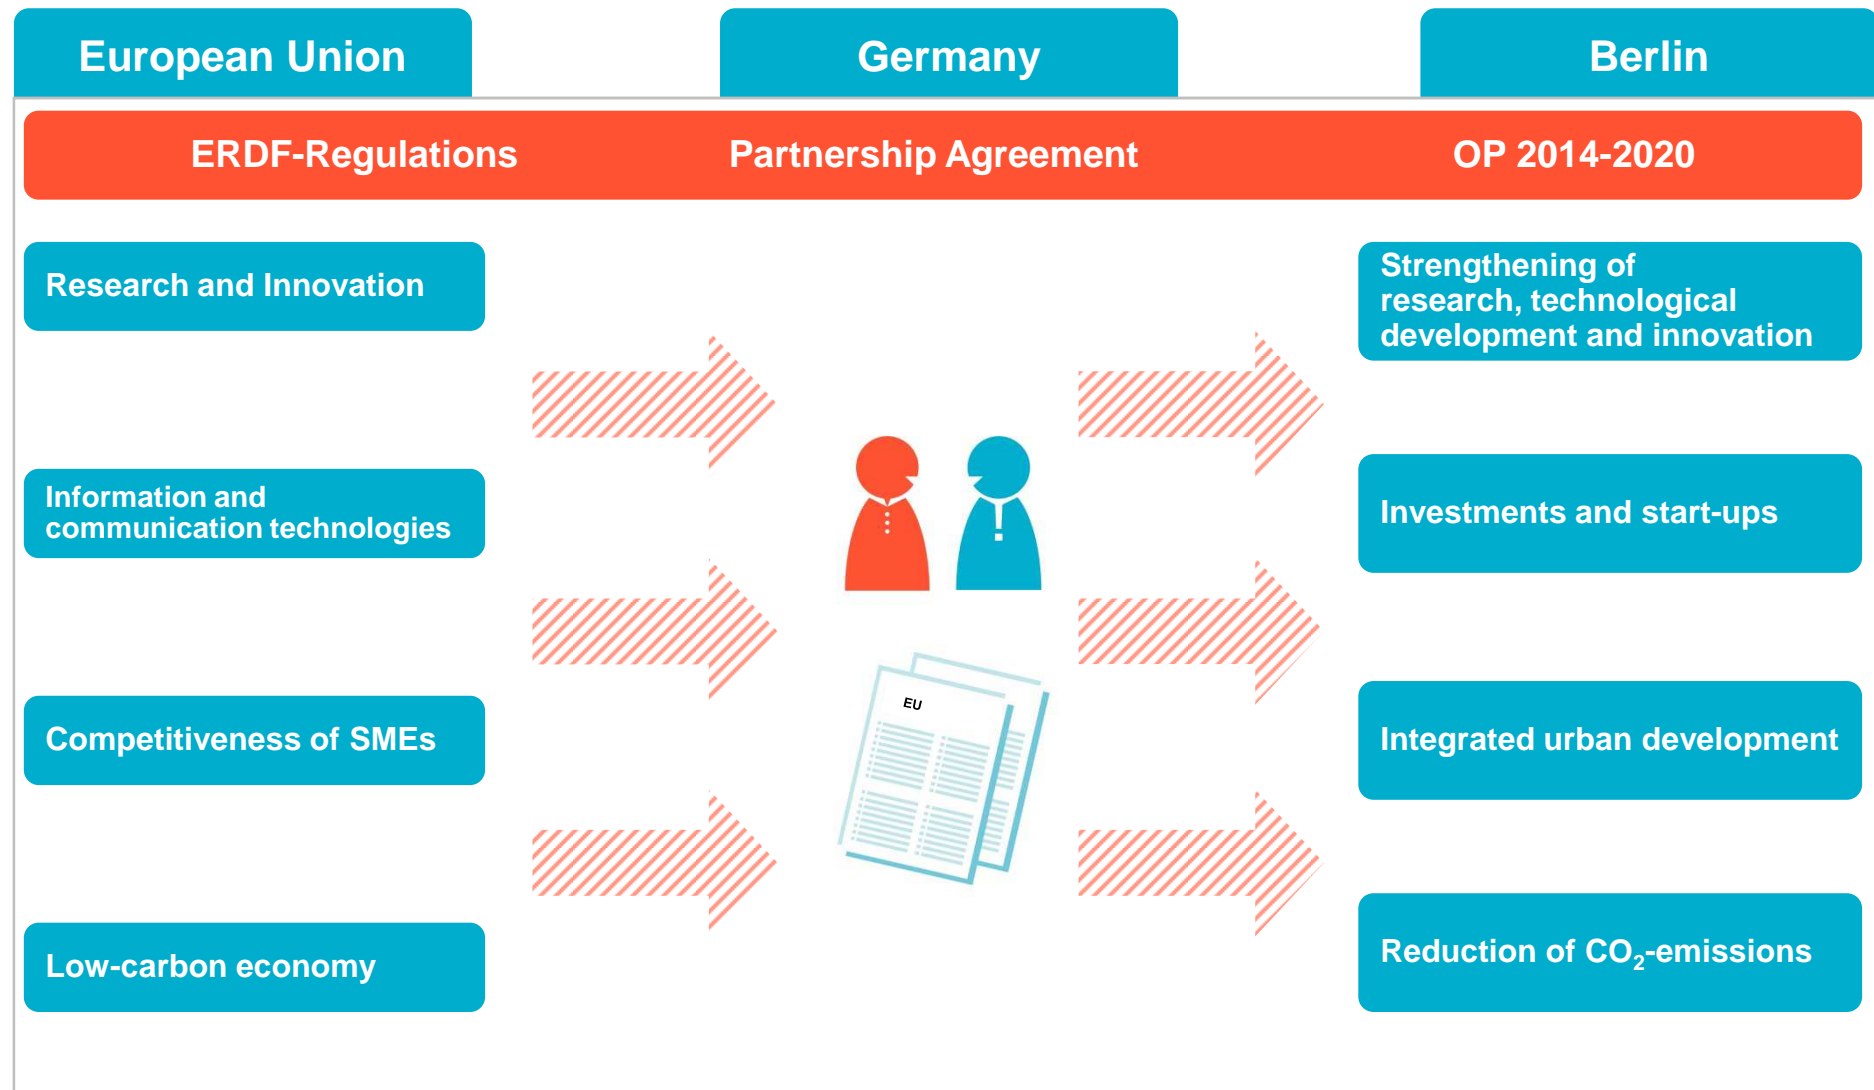 European Union
Germany
Berlin
ERDF-Regulations
Partnership Agreement
OP 2014-2020
Research and Innovation
Information and
communication technologies
Competitiveness of SMEs
Low-carbon economy
EU
Strengthening of
research, technological
development and innovation
Investments and start-ups
Integrated urban development
Reduction of CO₂-emissions